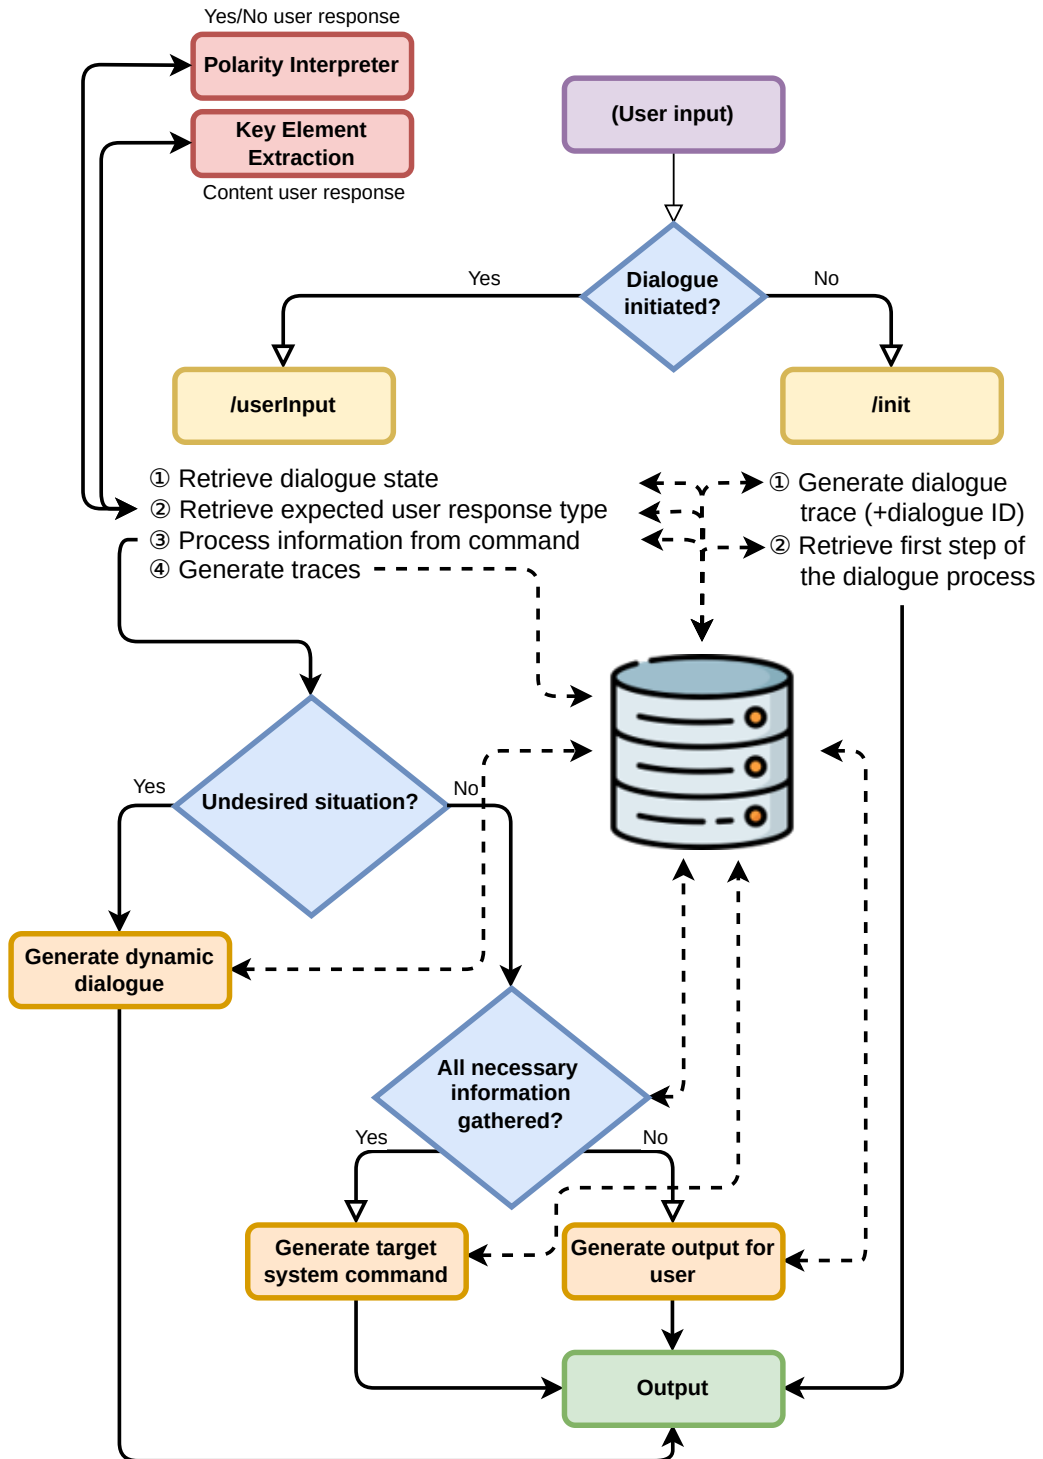 Yes/No user response
Polarity Interpreter
Key Element
Extraction
Content user response
(User input)
Dialogue
initiated?
Yes
No
/userInput
/init
① Retrieve dialogue state
② Retrieve expected user response type
③ Process information from command
④ Generate traces
① Generate dialogue
trace (+dialogue ID)
② Retrieve first step of
the dialogue process
Undesired situation?
Yes
No
Generate dynamic
dialogue
All necessary
information
gathered?
Yes
No
Generate target
system command
Generate output for
user
Output